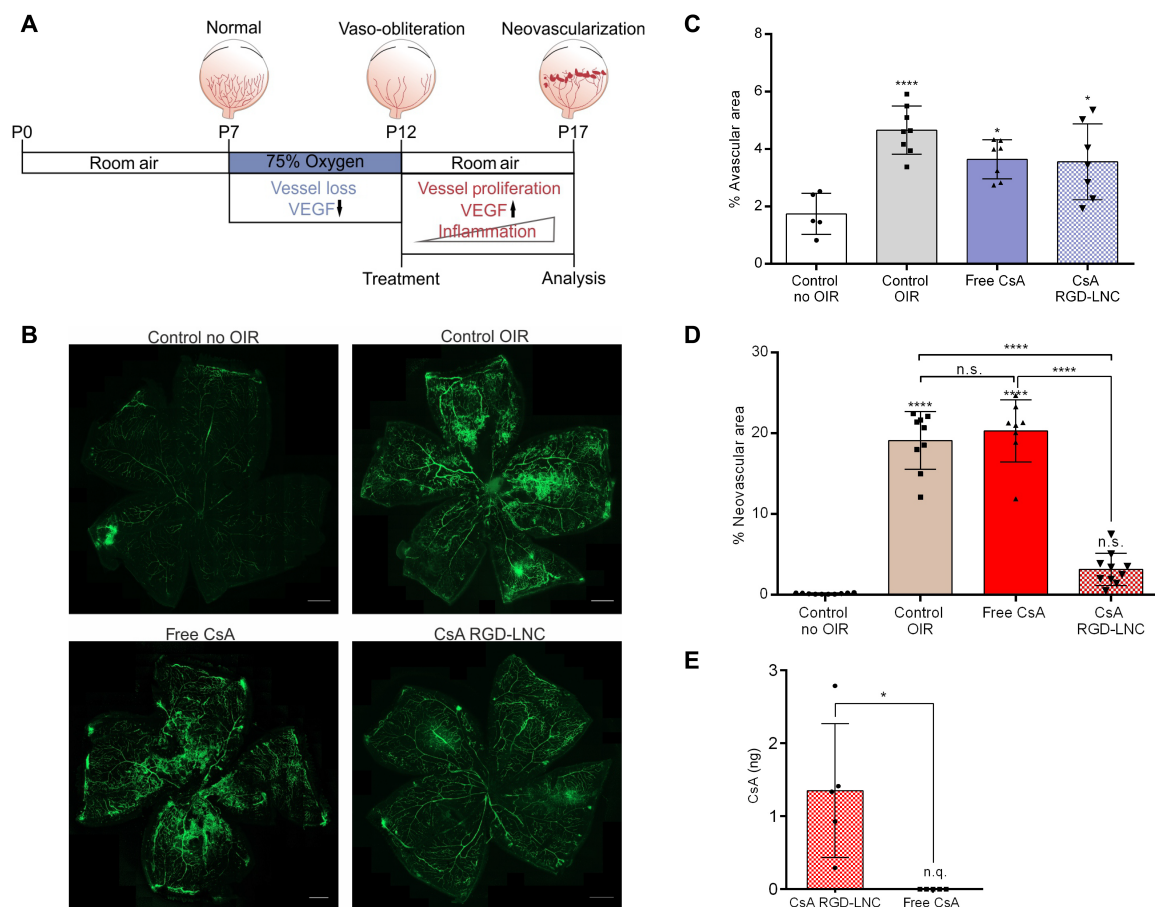 A
Normal
Vaso-obliteration
Neovascularization
P0
P7
P12
P17
Room air
75% Oxygen
Room air
Vessel loss
VEGF
Vessel proliferation
VEGF
Inflammation
Treatment
Analysis
B
Control no OIR
Control OIR
Free CsA
CsA RGD-LNC
C
% Avascular area
8
6
4
2
0
****
*
*
Control
no OIR
Control
OIR
Free CsA
CsA
RGD-LNC
D
% Neovascular area
30
20
10
0
****
n.s.
****
****
****
n.s.
Control
no OIR
Control
OIR
Free CsA
CsA
RGD-LNC
E
CsA (ng)
3
2
1
0
*
n.q.
CsA RGD-LNC
Free CsA